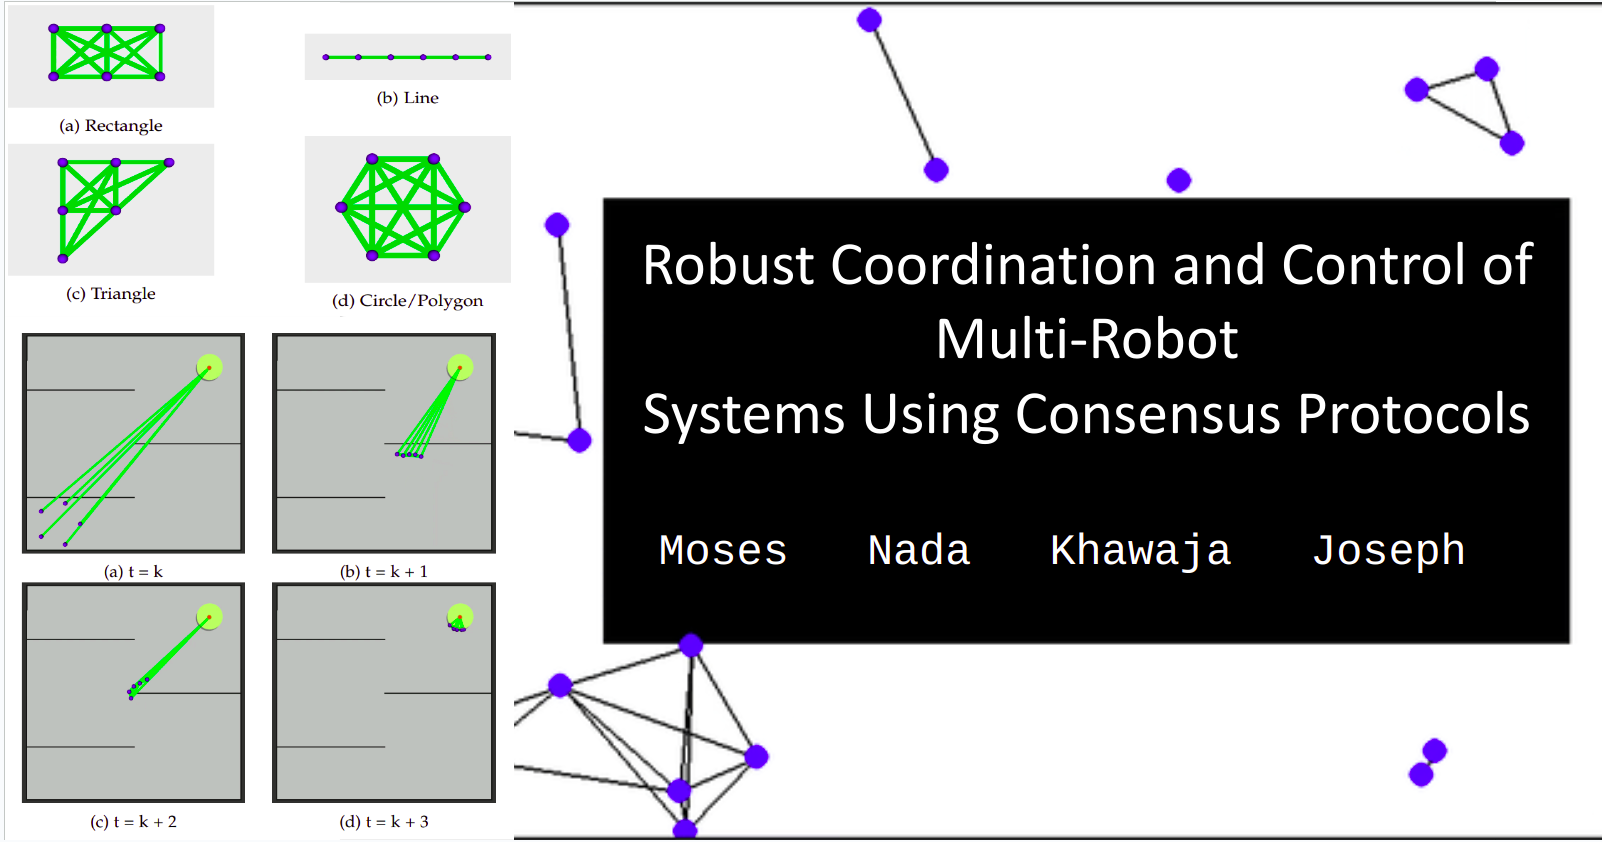 (a) Rectangle
(b) Line
(c) Triangle
(d) Circle/Polygon
(a) t = k
(b) t = k + 1
(c) t = k + 2
(d) t = k + 3
Robust Coordination and Control of
Multi-Robot
Systems Using Consensus Protocols
Moses Nada Khawaja Joseph